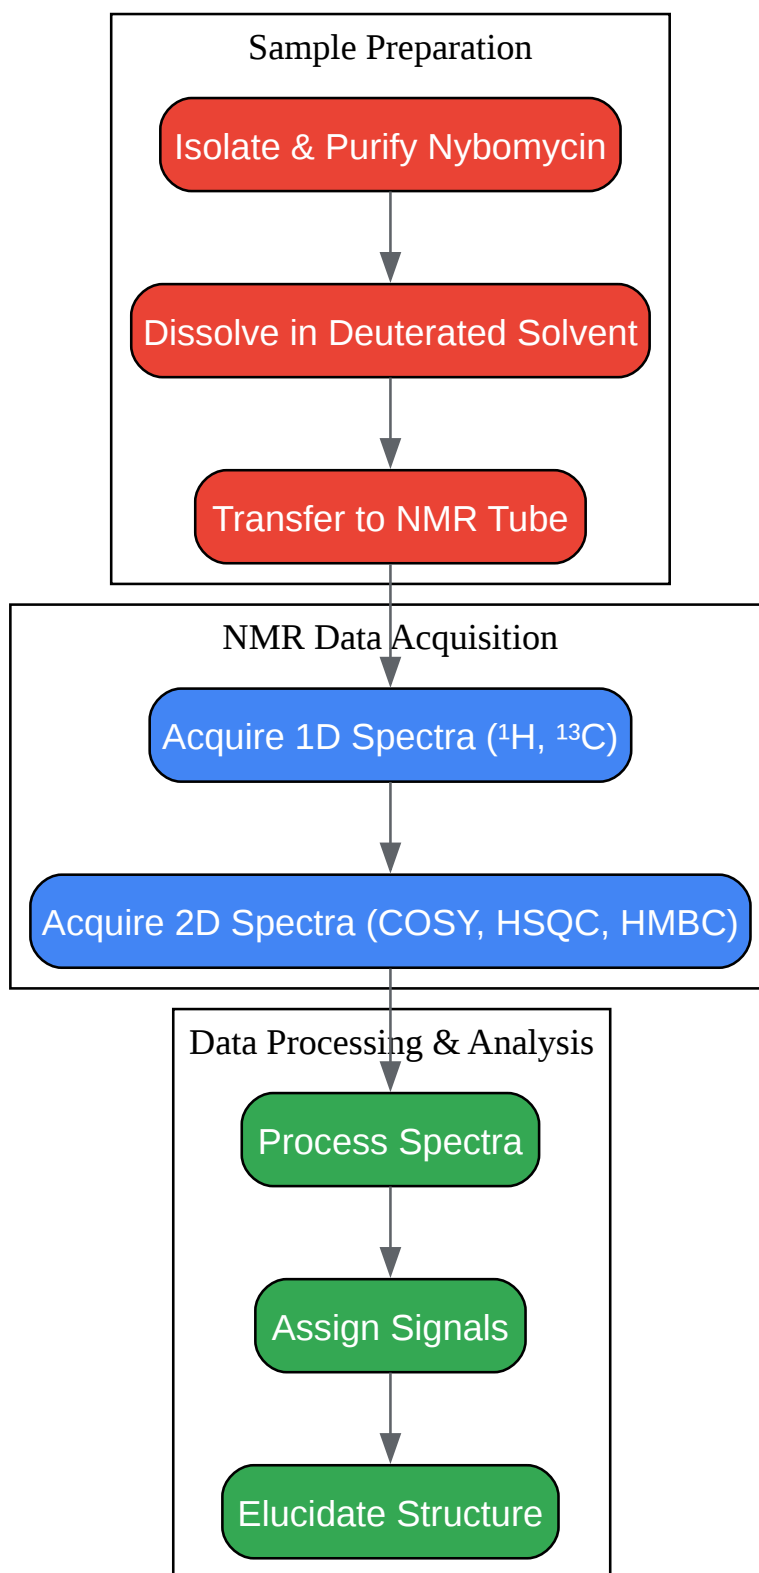 Sample Preparation
Isolate & Purify Nybomycin
Dissolve in Deuterated Solvent
Transfer to NMR Tube
NMR Data Acquisition
Acquire 1D Spectra (¹H, ¹³C)
Acquire 2D Spectra (COSY, HSQC, HMBC)
Data Processing & Analysis
Process Spectra
Assign Signals
Elucidate Structure